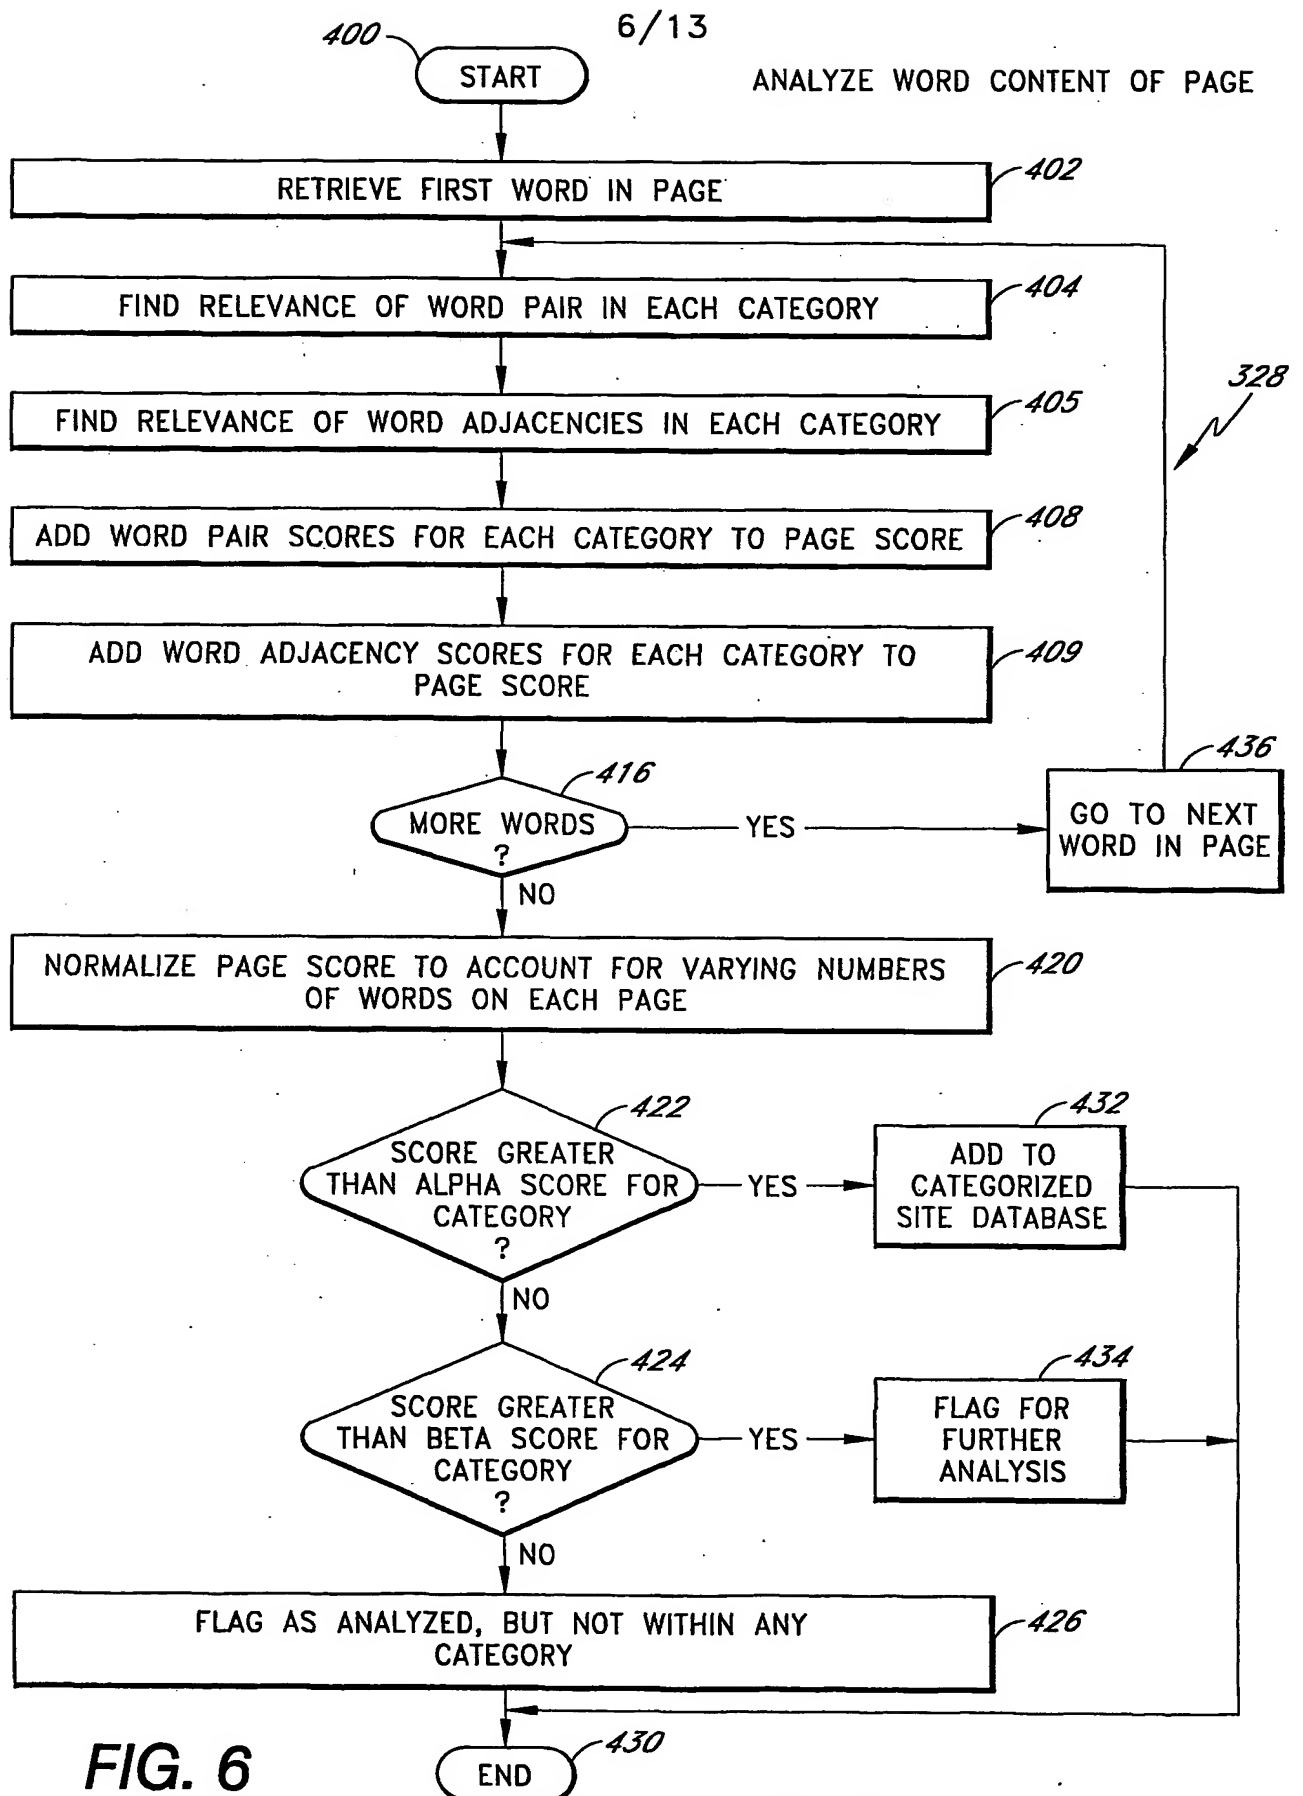 6/13
400
START
ANALYZE WORD CONTENT OF PAGE
RETRIEVE FIRST WORD IN PAGE
402
FIND RELEVANCE OF WORD PAIR IN EACH CATEGORY
404
FIND RELEVANCE OF WORD ADJACENCIES IN EACH CATEGORY
405
328
ADD WORD PAIR SCORES FOR EACH CATEGORY TO PAGE SCORE
408
ADD WORD ADJACENCY SCORES FOR EACH CATEGORY TO
PAGE SCORE
409
416
MORE WORDS
?
YES
436
GO TO NEXT
WORD IN PAGE
NO
NORMALIZE PAGE SCORE TO ACCOUNT FOR VARYING NUMBERS
OF WORDS ON EACH PAGE
420
422
SCORE GREATER
THAN ALPHA SCORE FOR
CATEGORY
?
YES
432
ADD TO
CATEGORIZED
SITE DATABASE
NO
424
SCORE GREATER
THAN BETA SCORE FOR
CATEGORY
?
YES
434
FLAG FOR
FURTHER
ANALYSIS
NO
FLAG AS ANALYZED, BUT NOT WITHIN ANY
CATEGORY
426
430
END
FIG. 6